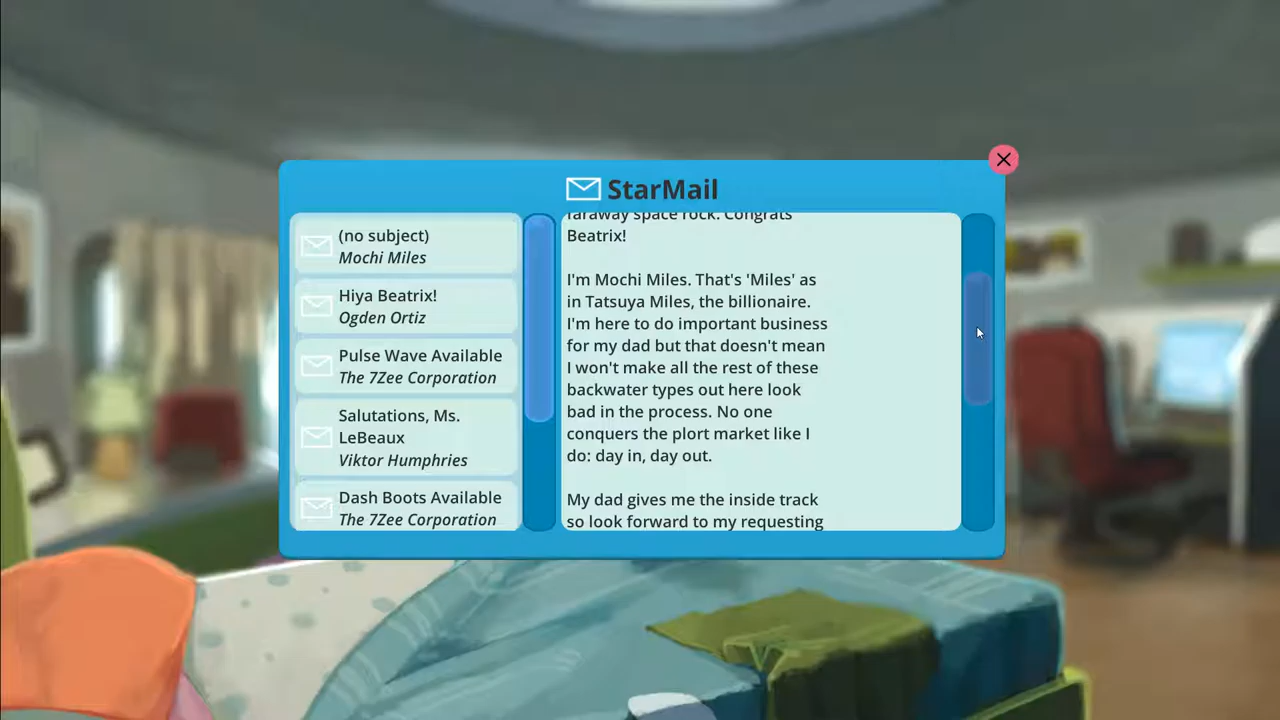 StarMail
(no subject)
Mochi Miles
Hiya Beatrix!
Ogden Ortiz
Pulse Wave Available
The 7Zee Corporation
Salutations, Ms.
LeBeaux
Viktor Humphries
Dash Boots Available
The 7Zee Corporation
faraway space rock. Congrats
Beatrix!
I'm Mochi Miles. That's 'Miles' as
in Tatsuya Miles, the billionaire.
I'm here to do important business
for my dad but that doesn't mean
I won't make all the rest of these
backwater types out here look
bad in the process. No one
conquers the plort market like I
do: day in, day out.
My dad gives me the inside track
so look forward to my requesting